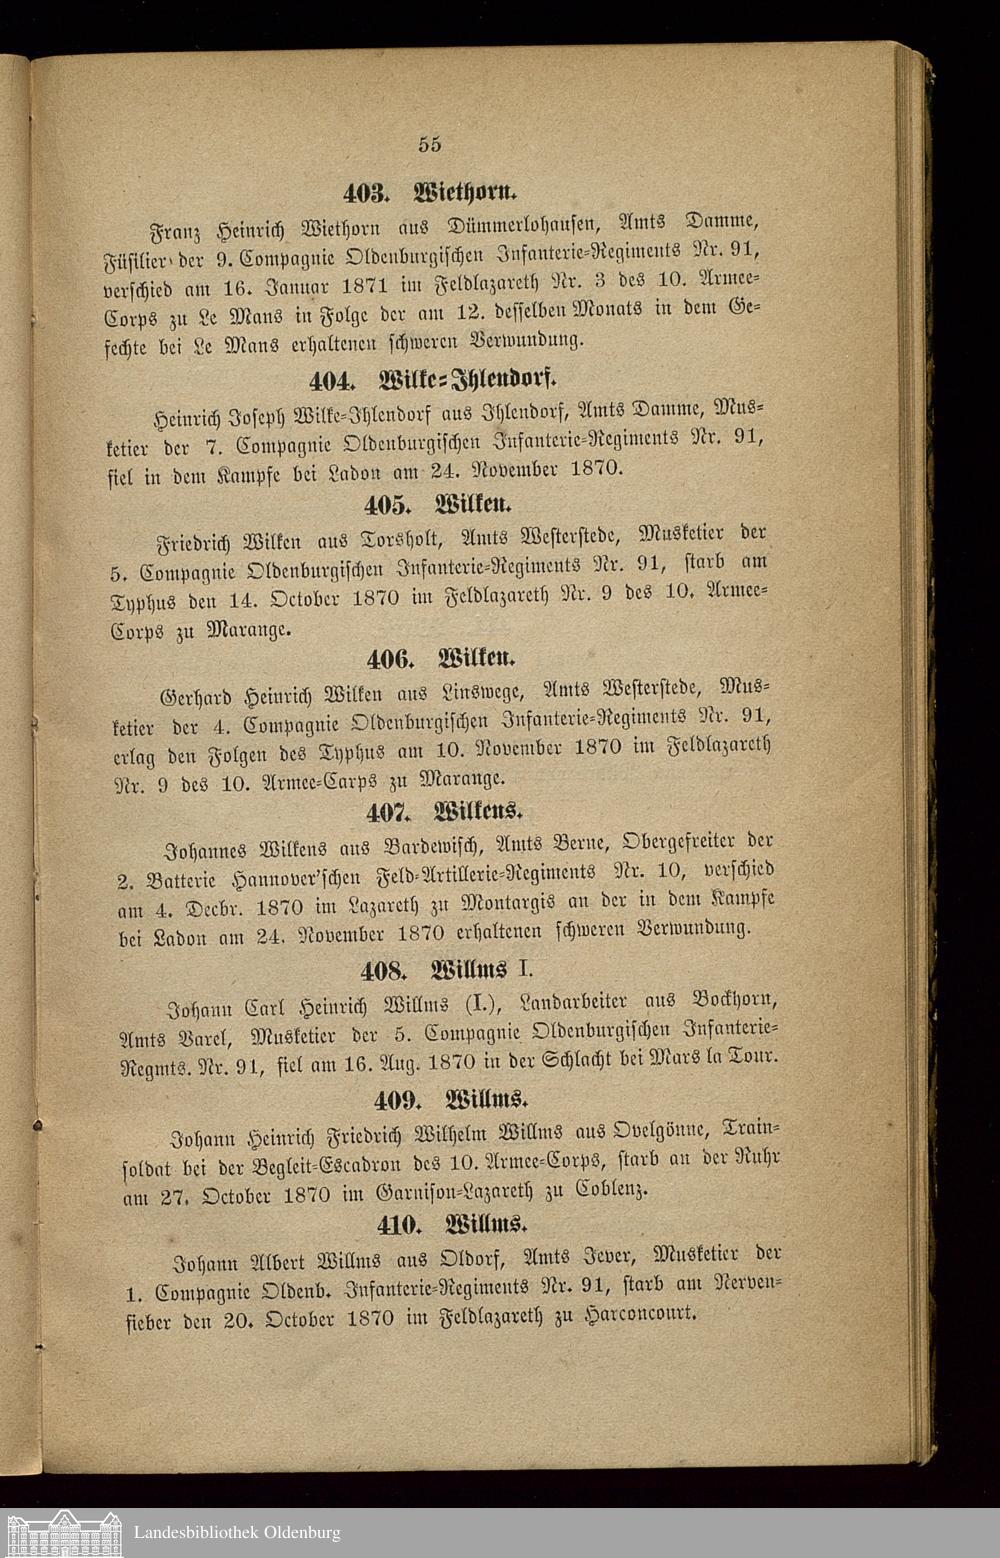 55
403. Wiethorn.
Franz Heinrich Wiethorn aus Dümmerlohausen, Amts Damme,
Füsilier der 9. Compagnie Oldenburgischen Infanterie-Regiments Nr. 91,
verschied am 16. Januar 1871 im Feldlazareth Nr. 3 des 10. Armee-
Corps zu Le Mans in Folge der am 12. desselben Monats in dem Ge-
fechte bei Le Mans erhaltenen schweren Verwundung.
404. Wilke-Ihlendorf.
Heinrich Joseph Wilke-Ihlendorf aus Ihlendorf, Amts Damme, Mus-
ketier der 7. Compagnie Oldenburgischen Infanterie-Regiments Nr. 91,
fiel in dem Kampfe bei Ladon am 24. November 1870.
405. Wilken.
Friedrich Wilken aus Torsholt, Amts Westerstede, Musketier der
5. Compagnie Oldenburgischen Infanterie-Regiments Nr. 91, starb am
Typhus den 14. October 1870 im Feldlazareth Nr. 9 des 10. Armee-
Corps zu Marange.
406. Wilken.
Gerhard Heinrich Wilken aus Linswege, Amts Westerstede, Mus-
ketier der 4. Compagnie Oldenburgischen Infanterie-Regiments Nr. 91,
erlag den Folgen des Typhus am 10. November 1870 im Feldlazareth
Nr. 9 des 10. Armee-Carps zu Marange.
407. Wilkens.
Johannes Wilkens aus Bardewisch, Amts Berne, Obergefreiter der
2. Batterie Hannover'schen Feld-Artillerie-Regiments Nr. 10, verschied
am 4. Decbr. 1870 im Lazareth zu Montargis an der in dem Kampfe
bei Ladon am 24. November 1870 erhaltenen schweren Verwundung.
408. Willms I.
Johann Carl Heinrich Willms (I.), Landarbeiter aus Bockhorn,
Amts Varel, Musketier der 5. Compagnie Oldenburgischen Infanterie-
Regmts. Nr. 91, fiel am 16. Aug. 1870 in der Schlacht bei Mars la Tour.
409. Willms.
Johann Heinrich Friedrich Wilhelm Willms aus Ovelgönne, Train-
soldat bei der Begleit-Escadron des 10. Armee-Corps, starb an der Ruhr
am 27. October 1870 im Garnison-Lazareth zu Coblenz.
410. Willms.
Johann Albert Willms aus Oldorf, Amts Jever, Musketier der
1. Compagnie Oldenb. Infanterie-Regiments Nr. 91, starb am Nerven-
fieber den 20. October 1870 im Feldlazareth zu Harconcourt.
Landesbibliothek Oldenburg